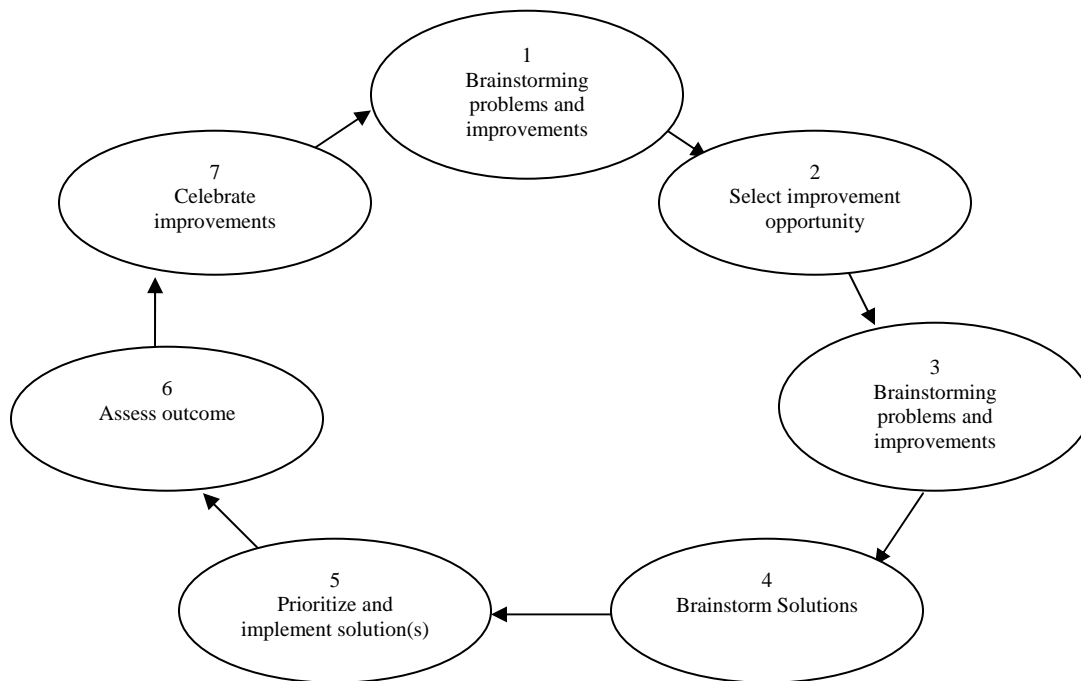 1
Brainstorming
problems and
improvements
2
Select improvement
opportunity
3
Brainstorming
problems and
improvements
4
Brainstorm Solutions
5
Prioritize and
implement solution(s)
6
Assess outcome
7
Celebrate
improvements